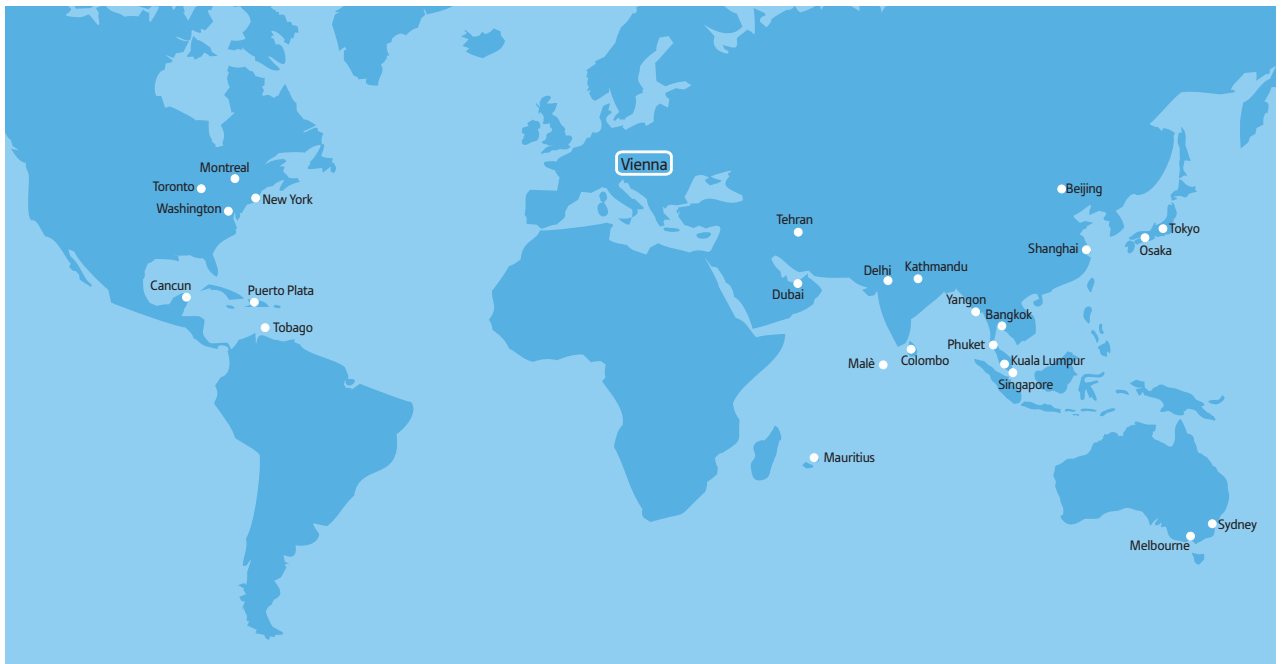 Vienna
Montreal
Toronto
New York
Washington
Beijing
Tehran
Tokyo
Shanghai
Osaka
Delhi
Kathmandu
Cancun
Puerto Plata
Dubai
Yangon
Bangkok
Tobago
Phuket
Colombo
Malè
Kuala Lumpur
Singapore
Mauritius
Sydney
Melbourne